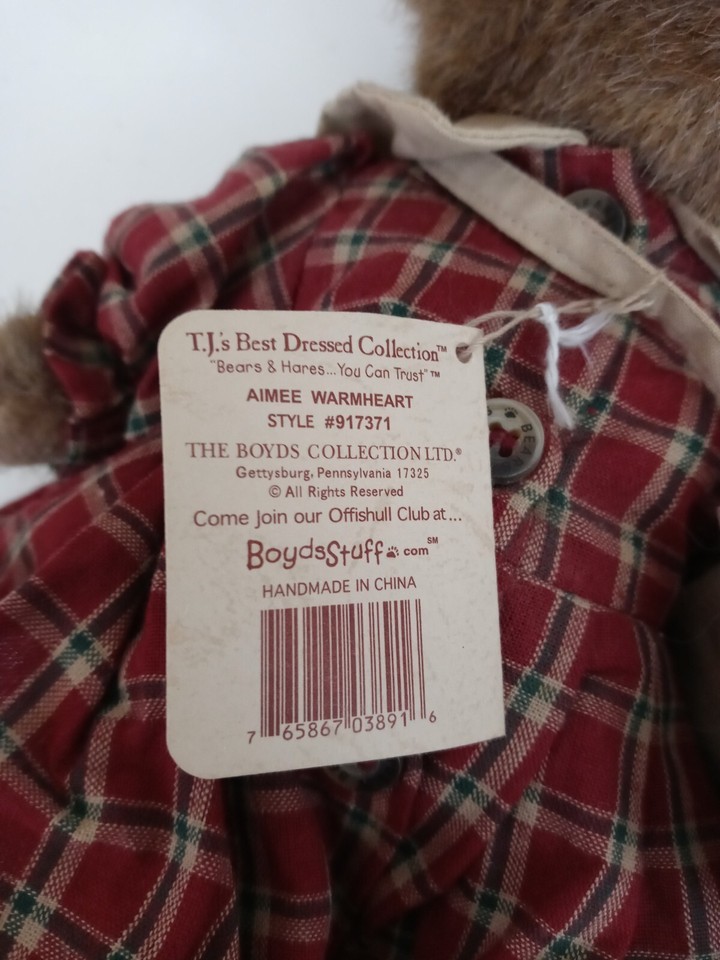 T.J.'s Best Dressed Collection™
"Bears & Hares...You Can Trust"™
AIMEE WARMHEART
STYLE #917371
THE BOYDS COLLECTION LTD.®
Gettysburg, Pennsylvania 17325
© All Rights Reserved
Come Join our Offishull Club at...
BoydsStuff.com℠
HANDMADE IN CHINA
7 65867 03891 6
BEAR